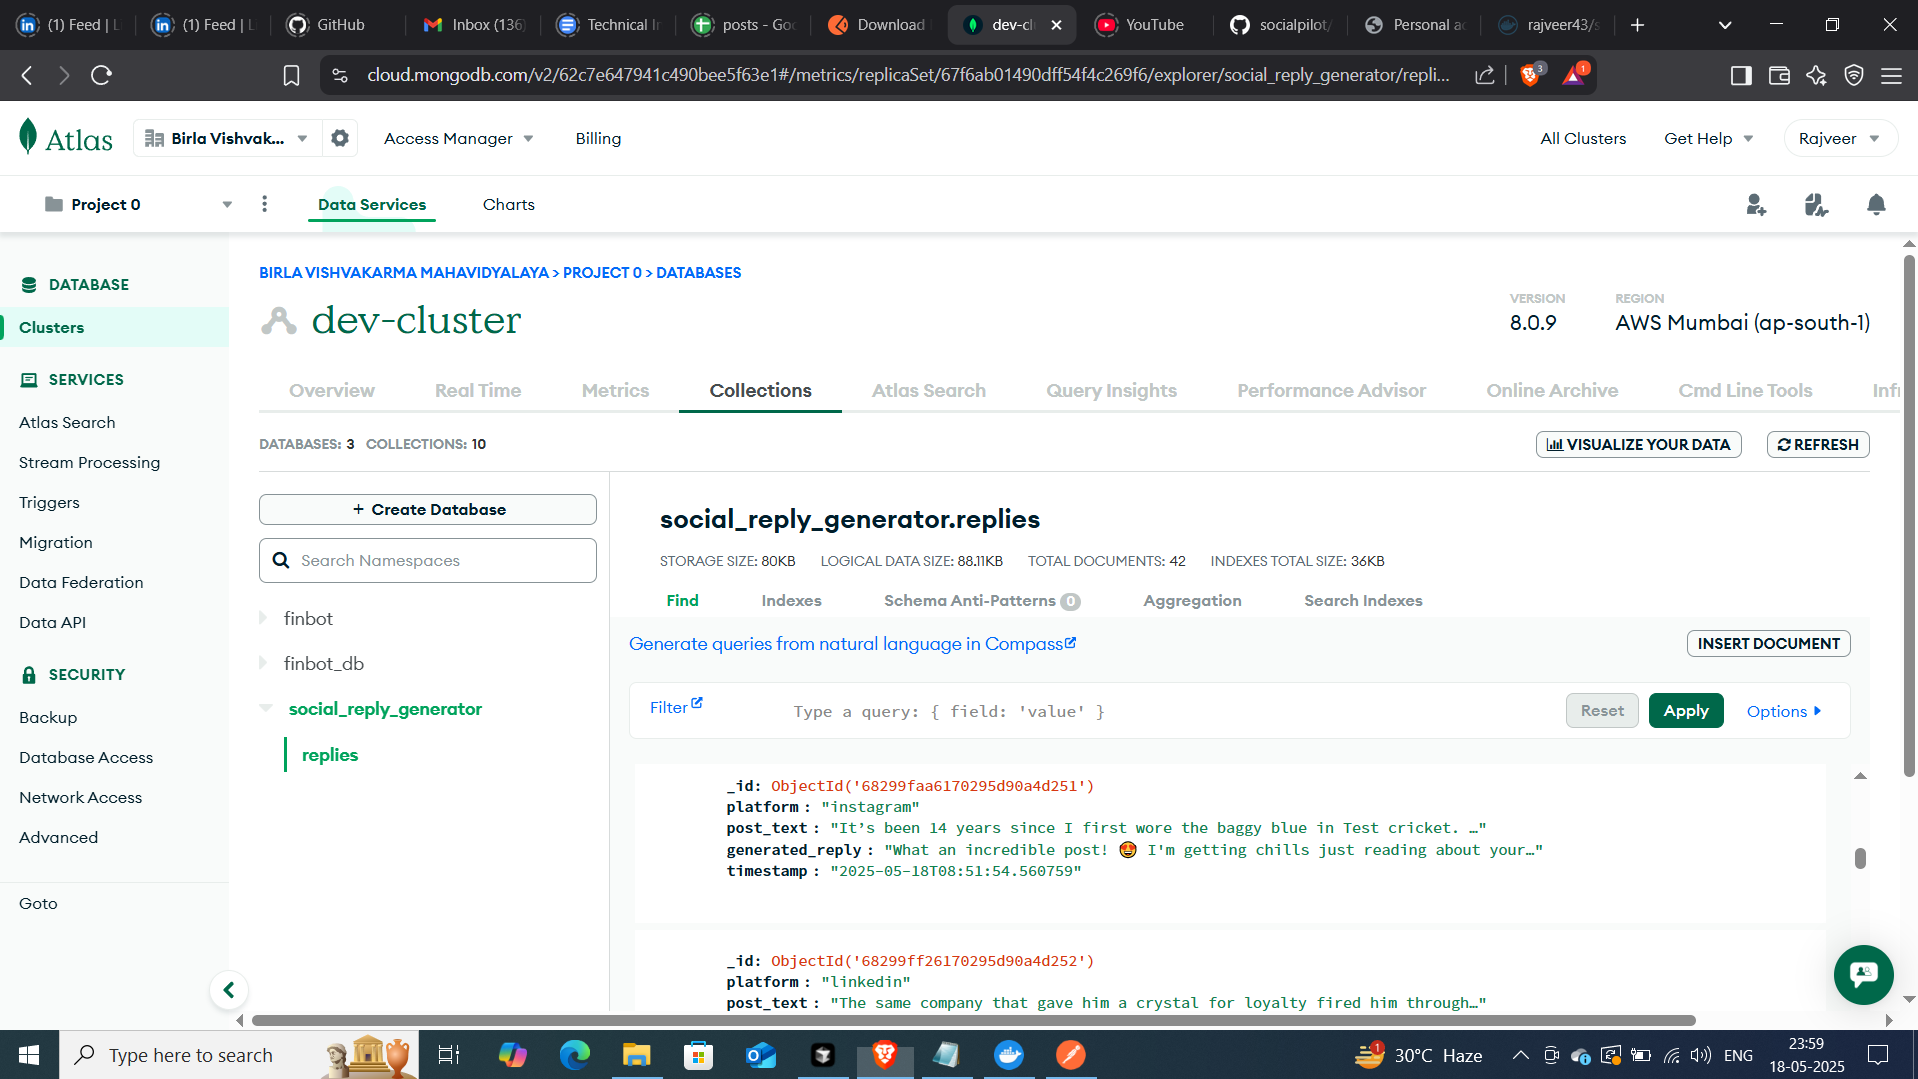 (1) Feed | L
(1) Feed | L
GitHub
Inbox (136)
Technical In
posts - Goo
Download
dev-cl
YouTube
socialpilot/
Personal ac
rajveer43/s
cloud.mongodb.com/v2/62c7e647941c490bee5f63e1#/metrics/replicaSet/67f6ab01490dff54f4c269f6/explorer/social_reply_generator/repli...
3
1
Atlas
Birla Vishvak...
Access Manager
Billing
All Clusters
Get Help
Rajveer
Project 0
Data Services
Charts
DATABASE
Clusters
SERVICES
Atlas Search
Stream Processing
Triggers
Migration
Data Federation
Data API
SECURITY
Backup
Database Access
Network Access
Advanced
Goto
BIRLA VISHVAKARMA MAHAVIDYALAYA > PROJECT 0 > DATABASES
dev-cluster
VERSION
8.0.9
REGION
AWS Mumbai (ap-south-1)
Overview
Real Time
Metrics
Collections
Atlas Search
Query Insights
Performance Advisor
Online Archive
Cmd Line Tools
Infr
DATABASES: 3 COLLECTIONS: 10
VISUALIZE YOUR DATA
REFRESH
+ Create Database
Search Namespaces
finbot
finbot_db
social_reply_generator
replies
social_reply_generator.replies
STORAGE SIZE: 80KB LOGICAL DATA SIZE: 88.11KB TOTAL DOCUMENTS: 42 INDEXES TOTAL SIZE: 36KB
Find
Indexes
Schema Anti-Patterns 0
Aggregation
Search Indexes
Generate queries from natural language in Compass
INSERT DOCUMENT
Filter
Type a query: { field: 'value' }
Reset
Apply
Options
_id: ObjectId('68299faa6170295d90a4d251')
platform : "instagram"
post_text : "It’s been 14 years since I first wore the baggy blue in Test cricket. …"
generated_reply : "What an incredible post! 🤩 I'm getting chills just reading about your…"
timestamp : "2025-05-18T08:51:54.560759"
_id: ObjectId('68299ff26170295d90a4d252')
platform : "linkedin"
post_text : "The same company that gave him a crystal for loyalty fired him through…"
Type here to search
1
30°C Haze
ENG
23:59
18-05-2025